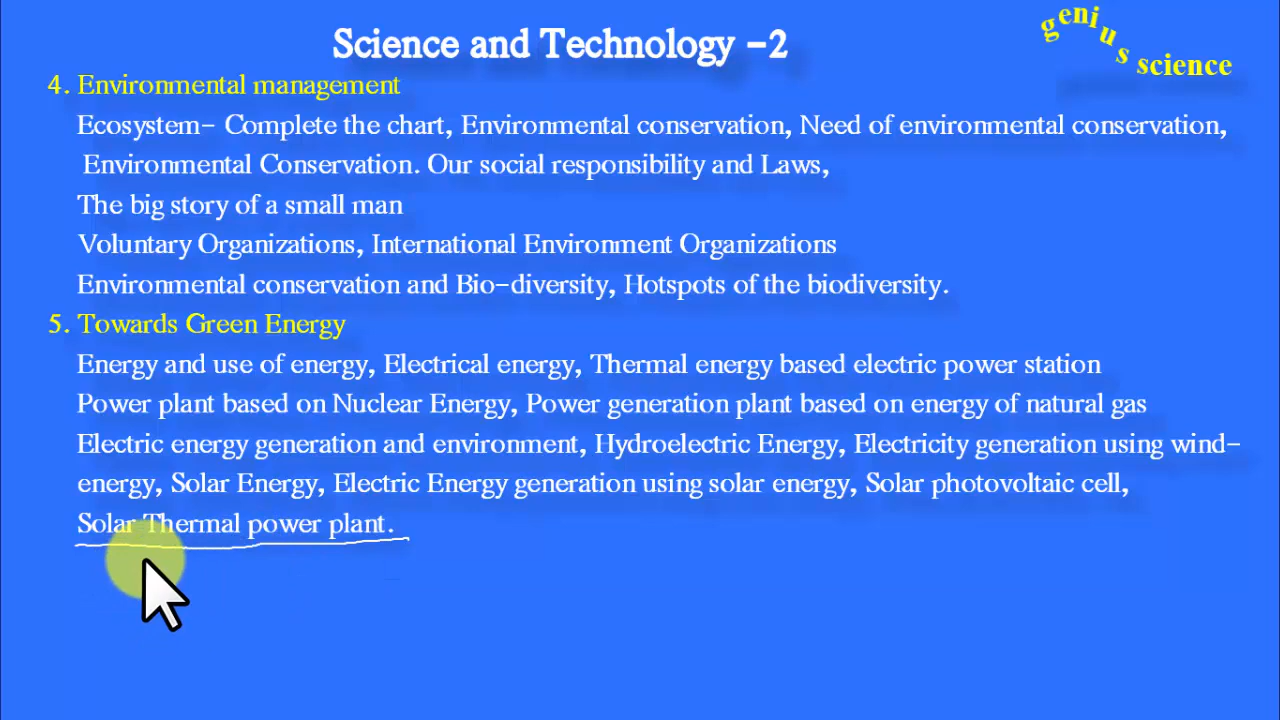 Science and Technology -2
genius science
4. Environmental management
Ecosystem- Complete the chart, Environmental conservation, Need of environmental conservation,
Environmental Conservation. Our social responsibility and Laws,
The big story of a small man
Voluntary Organizations, International Environment Organizations
Environmental conservation and Bio-diversity, Hotspots of the biodiversity.
5. Towards Green Energy
Energy and use of energy, Electrical energy, Thermal energy based electric power station
Power plant based on Nuclear Energy, Power generation plant based on energy of natural gas
Electric energy generation and environment, Hydroelectric Energy, Electricity generation using wind-
energy, Solar Energy, Electric Energy generation using solar energy, Solar photovoltaic cell,
Solar Thermal power plant.